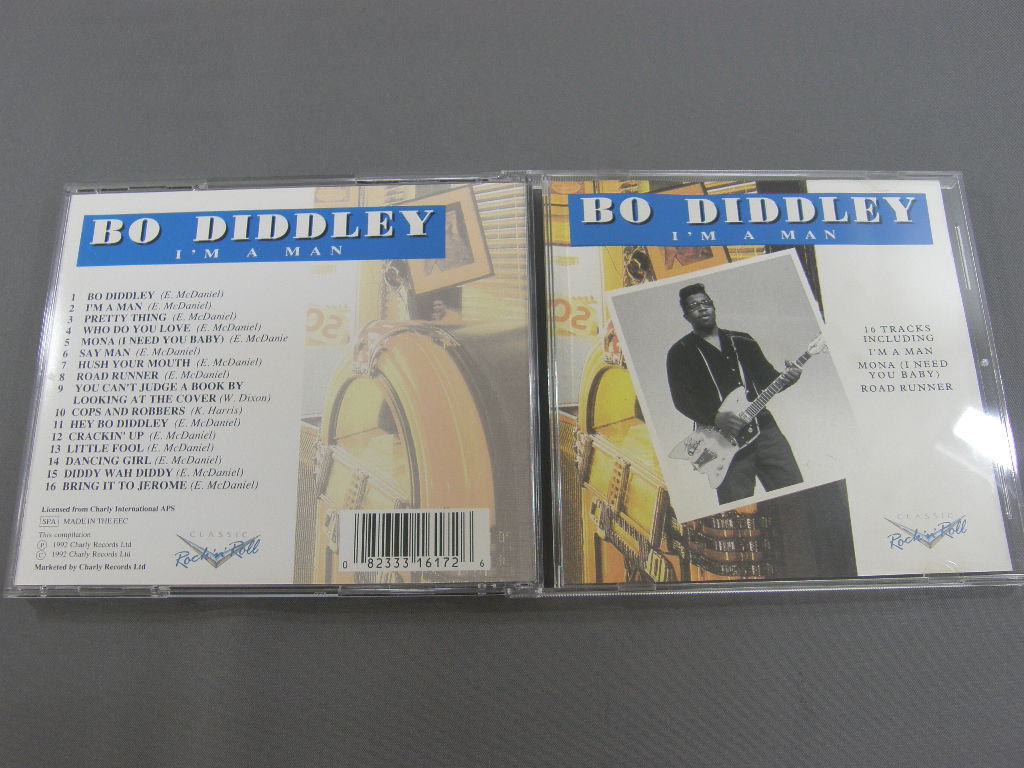 BO DIDDLEY
I'M A MAN
1 BO DIDDLEY (E. McDaniel)
2 I'M A MAN (E. McDaniel)
3 PRETTY THING (E. McDaniel)
4 WHO DO YOU LOVE (E. McDaniel)
5 MONA (I NEED YOU BABY) (E. McDanie
6 SAY MAN (E. McDaniel)
7 HUSH YOUR MOUTH (E. McDaniel)
8 ROAD RUNNER (E. McDaniel)
9 YOU CAN'T JUDGE A BOOK BY
LOOKING AT THE COVER (W. Dixon)
10 COPS AND ROBBERS (K. Harris)
11 HEY BO DIDDLEY (E. McDaniel)
12 CRACKIN' UP (E. McDaniel)
13 LITTLE FOOL (E. McDaniel)
14 DANCING GIRL (E. McDaniel)
15 DIDDY WAH DIDDY (E. McDaniel)
16 BRING IT TO JEROME (E. McDaniel)
Licensed from Charly International APS
SPA MADE IN THE EEC
This compilation
Ⓟ 1992 Charly Records Ltd
© 1992 Charly Records Ltd
Marketed by Charly Records Ltd
CLASSIC
Rock'n'Roll
0 82333 16172 6
BO DIDDLEY
I'M A MAN
16 TRACKS
INCLUDING
I'M A MAN
MONA (I NEED
YOU BABY)
ROAD RUNNER
CLASSIC
Rock'n'Roll